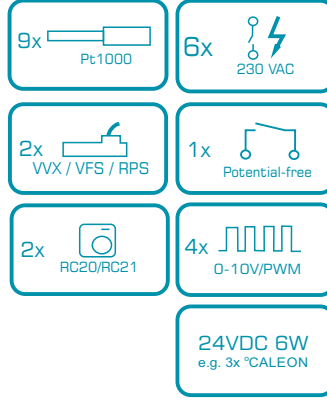 9x
Pt1000
6x
230 VAC
2x
VVX / VFS / RPS
1x
Potential-free
2x
RC20/RC21
4x
0-10V/PWM
24VDC 6W
e.g. 3x °CALEON